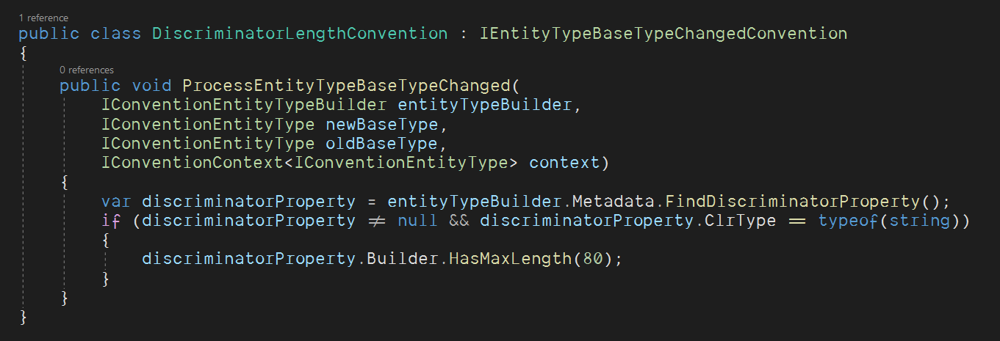 1 reference
public class DiscriminatorLengthConvention : IEntityTypeBaseTypeChangedConvention
{
0 references
public void ProcessEntityTypeBaseTypeChanged(
IConventionEntityTypeBuilder entityTypeBuilder,
IConventionEntityType newBaseType,
IConventionEntityType oldBaseType,
IConventionContext<IConventionEntityType> context)
{
var discriminatorProperty = entityTypeBuilder.Metadata.FindDiscriminatorProperty();
if (discriminatorProperty ≠ null && discriminatorProperty.ClrType == typeof(string))
{
discriminatorProperty.Builder.HasMaxLength(80);
}
}
}